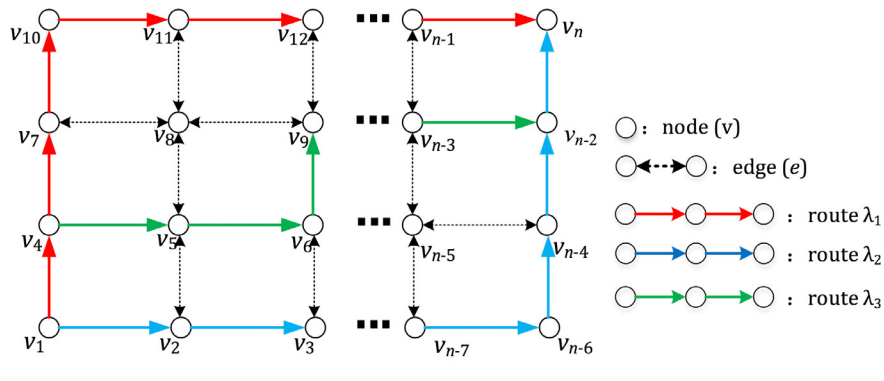 v10 v11 v12 ... vn-1 vn
v7 v8 v9 ... vn-3 vn-2
v4 v5 v6 ... vn-5 vn-4
v1 v2 v3 ... vn-7 vn-6
: node (v)
: edge (e)
: route λ1
: route λ2
: route λ3